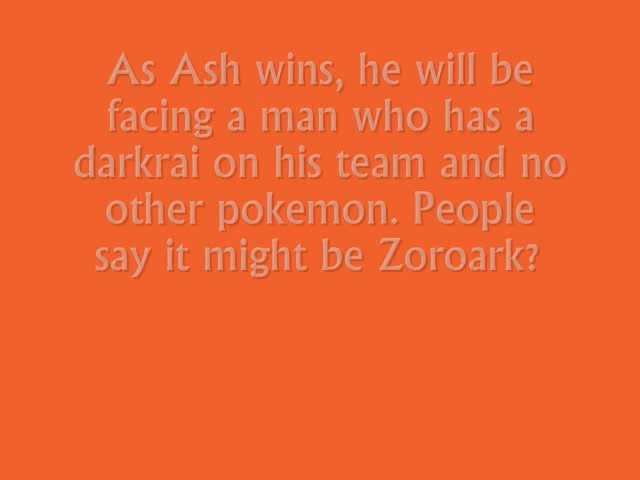 As Ash wins, he will be
facing a man who has a
darkrai on his team and no
other pokemon. People
say it might be Zoroark?